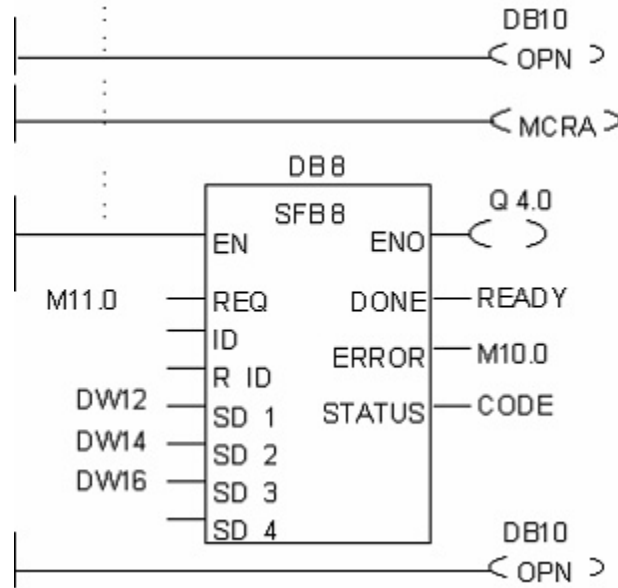 DB10
OPN
MCRA
DB8
SFB8
Q 4.0
EN ENO
M11.0 REQ DONE READY
ID
ERROR M10.0
R ID
DW12 SD 1 STATUS CODE
DW14 SD 2
DW16 SD 3
SD 4
DB10
OPN